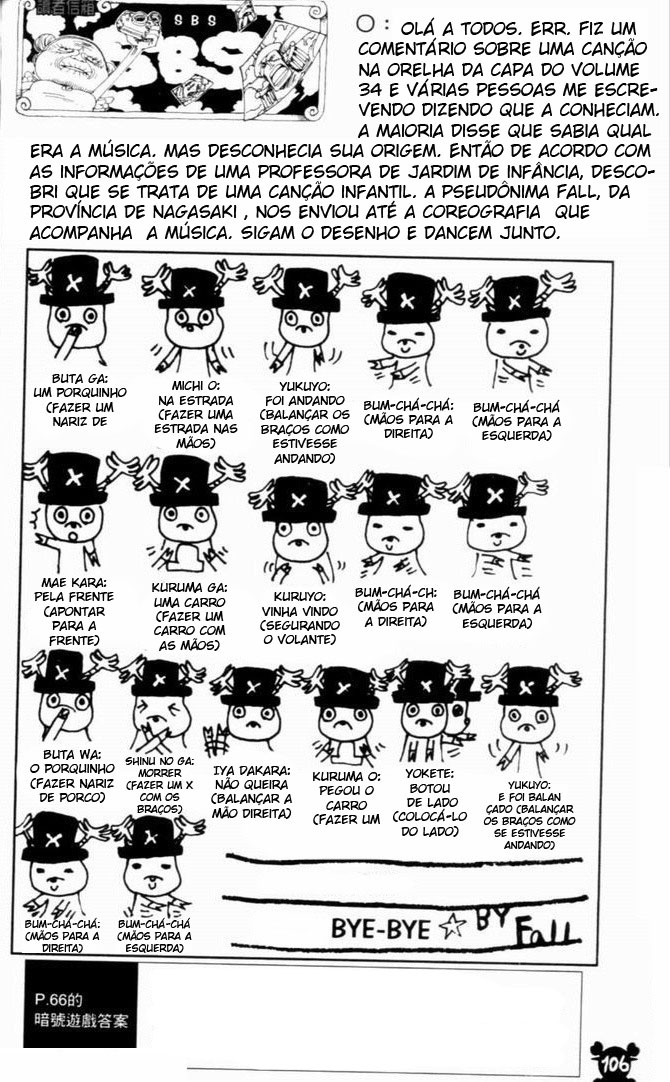 讀者信箱
SBS
SBS
O: OLÁ A TODOS. ERR. FIZ UM
COMENTÁRIO SOBRE UMA CANÇÃO
NA ORELHA DA CAPA DO VOLUME
34 E VÁRIAS PESSOAS ME ESCRE-
VENDO DIZENDO QUE A CONHECIAM.
A MAIORIA DISSE QUE SABIA QUAL
ERA A MÚSICA. MAS DESCONHECIA SUA ORIGEM. ENTÃO DE ACORDO COM
AS INFORMAÇÕES DE UMA PROFESSORA DE JARDIM DE INFÂNCIA, DESCO-
BRI QUE SE TRATA DE UMA CANÇÃO INFANTIL. A PSEUDÔNIMA FALL, DA
PROVÍNCIA DE NAGASAKI , NOS ENVIOU ATÉ A COREOGRAFIA QUE
ACOMPANHA A MÚSICA. SIGAM O DESENHO E DANCEM JUNTO.
BUTA GA:
UM PORQUINHO
(FAZER UM
NARIZ DE
MICHI O:
NA ESTRADA
(FAZER UMA
ESTRADA NAS
MÃOS)
YUKUYO:
FOI ANDANDO
(BALANÇAR OS
BRAÇOS COMO
ESTIVESSE
ANDANDO)
BUM-CHÁ-CHÁ:
(MÃOS PARA A
DIREITA)
BUM-CHÁ-CHÁ
(MÃOS PARA A
ESQUERDA)
MAE KARA:
PELA FRENTE
(APONTAR
PARA A
FRENTE)
KURUMA GA:
UMA CARRO
(FAZER UM
CARRO COM
AS MÃOS)
KURUYO:
VINHA VINDO
(SEGURANDO
O VOLANTE)
BUM-CHÁ-CH:
(MÃOS PARA
A DIREITA)
BUM-CHÁ-CHÁ
(MÃOS PARA A
ESQUERDA)
BUTA WA:
O PORQUINHO
(FAZER NARIZ
DE PORCO)
SHINU NO GA:
MORRER
(FAZER UM X
COM OS
BRAÇOS)
IYA DAKARA:
NÃO QUEIRA
(BALANÇAR A
MÃO DIREITA)
KURUMA O:
PEGOU O
CARRO
(FAZER UM
YOKETE:
BOTOU
DE LADO
(COLOCÁ-LO
DO LADO)
YUKUYO:
E FOI BALAN
ÇADO (BALANÇAR
OS BRAÇOS COMO
SE ESTIVESSE
ANDANDO)
BUM-CHÁ-CHÁ:
(MÃOS PARA A
DIREITA)
BUM-CHÁ-CHÁ
(MÃOS PARA A
ESQUERDA)
BYE-BYE ☆ BY Fall
P.66的
暗號遊戲答案
106